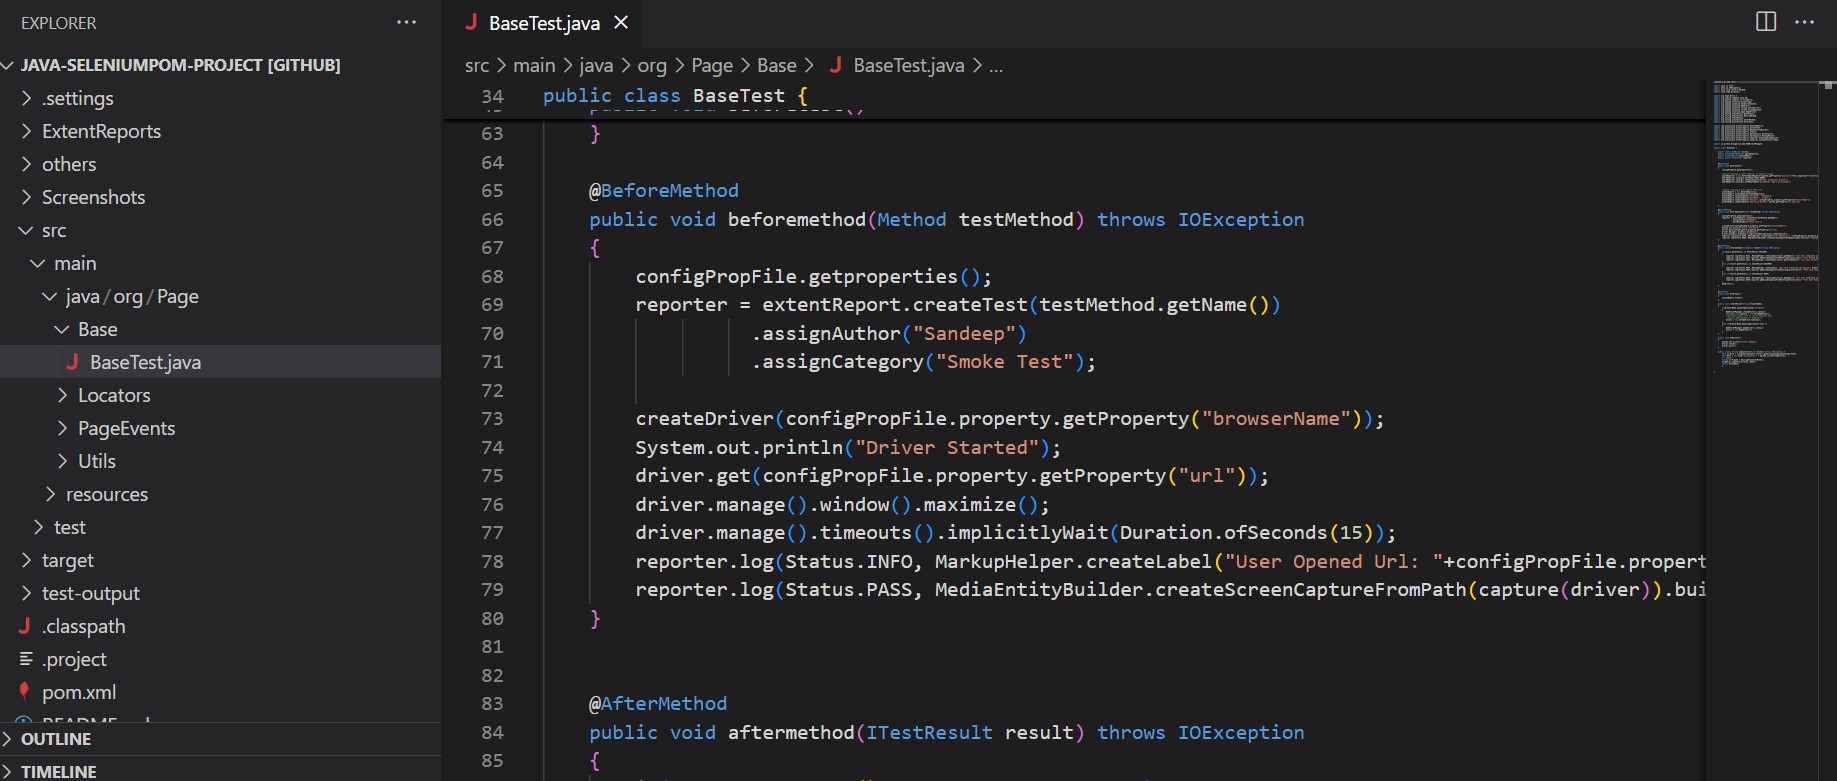 EXPLORER
JAVA-SELENIUMPOM-PROJECT [GITHUB]
.settings
ExtentReports
others
Screenshots
src
main
java/org/Page
Base
BaseTest.java
Locators
PageEvents
Utils
resources
test
target
test-output
.classpath
.project
pom.xml
OUTLINE
TIMELINE
BaseTest.java
src > main > java > org > Page > Base > BaseTest.java > ...
34 public class BaseTest {
63 }
64
65 @BeforeMethod
66 public void beforemethod(Method testMethod) throws IOException
67 {
68 configPropFile.getproperties();
69 reporter = extentReport.createTest(testMethod.getName())
70 .assignAuthor("Sandeep")
71 .assignCategory("Smoke Test");
72
73 createDriver(configPropFile.property.getProperty("browserName"));
74 System.out.println("Driver Started");
75 driver.get(configPropFile.property.getProperty("url"));
76 driver.manage().window().maximize();
77 driver.manage().timeouts().implicitlyWait(Duration.ofSeconds(15));
78 reporter.log(Status.INFO, MarkupHelper.createLabel("User Opened Url: "+configPropFile.propert
79 reporter.log(Status.PASS, MediaEntityBuilder.createScreenCaptureFromPath(capture(driver)).bui
80 }
81
82
83 @AfterMethod
84 public void aftermethod(ITestResult result) throws IOException
85 {